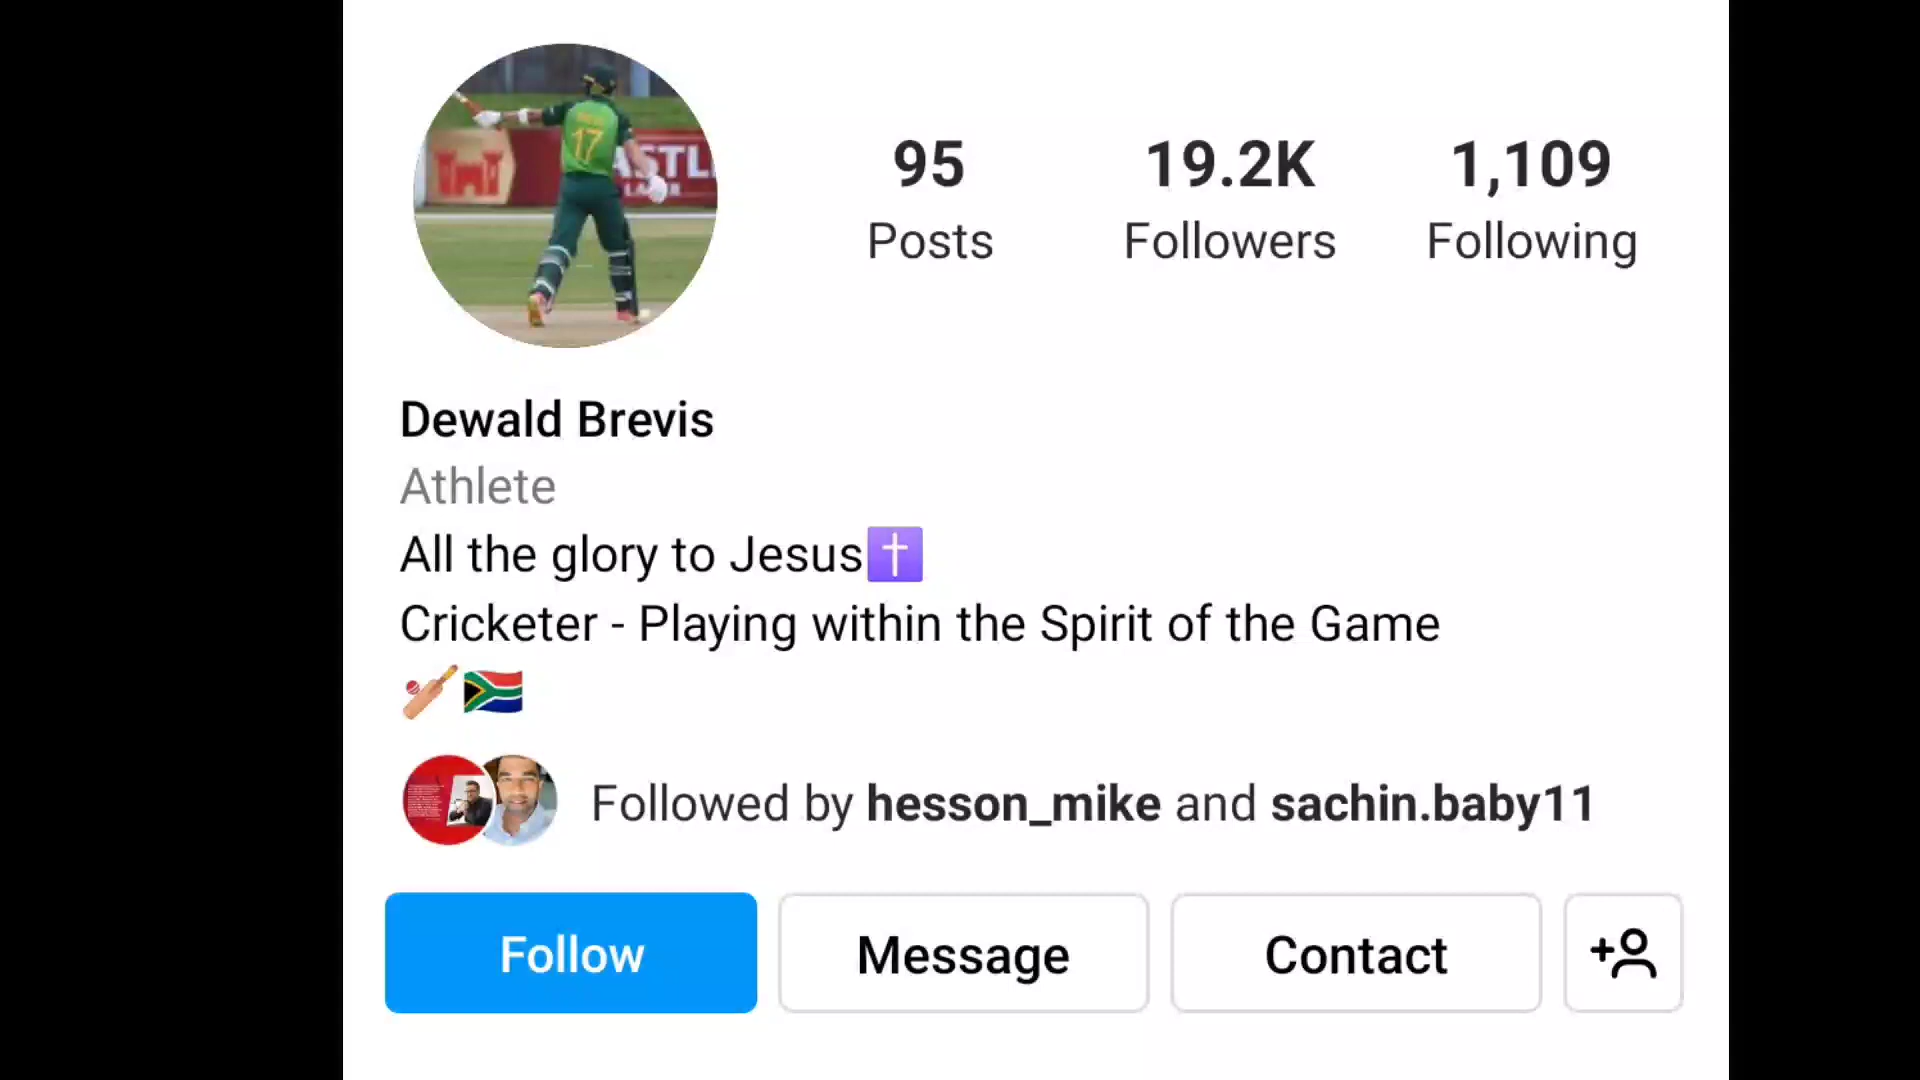 17
95
Posts
19.2K
Followers
1,109
Following
Dewald Brevis
Athlete
All the glory to Jesus✝️
Cricketer - Playing within the Spirit of the Game
🏏🇿🇦
Followed by hesson_mike and sachin.baby11
Follow
Message
Contact